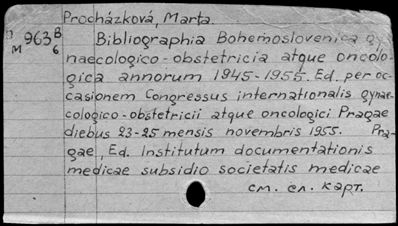 Procházková, Marta.
M 963 8/6
Bibliographia Bohemoslovenica gy-
naecologico-obstetricia atque oncolo-
gica annorum 1945-1955. Ed. per oc-
casionem Congressus internationalis gynae-
cologico-obstetricii atque oncologici Pragae
diebus 23-25 mensis novembris 1955. Pra-
gae, Ed. Institutum documentationis
medicae subsidio societatis medicae
см. сл. карт.